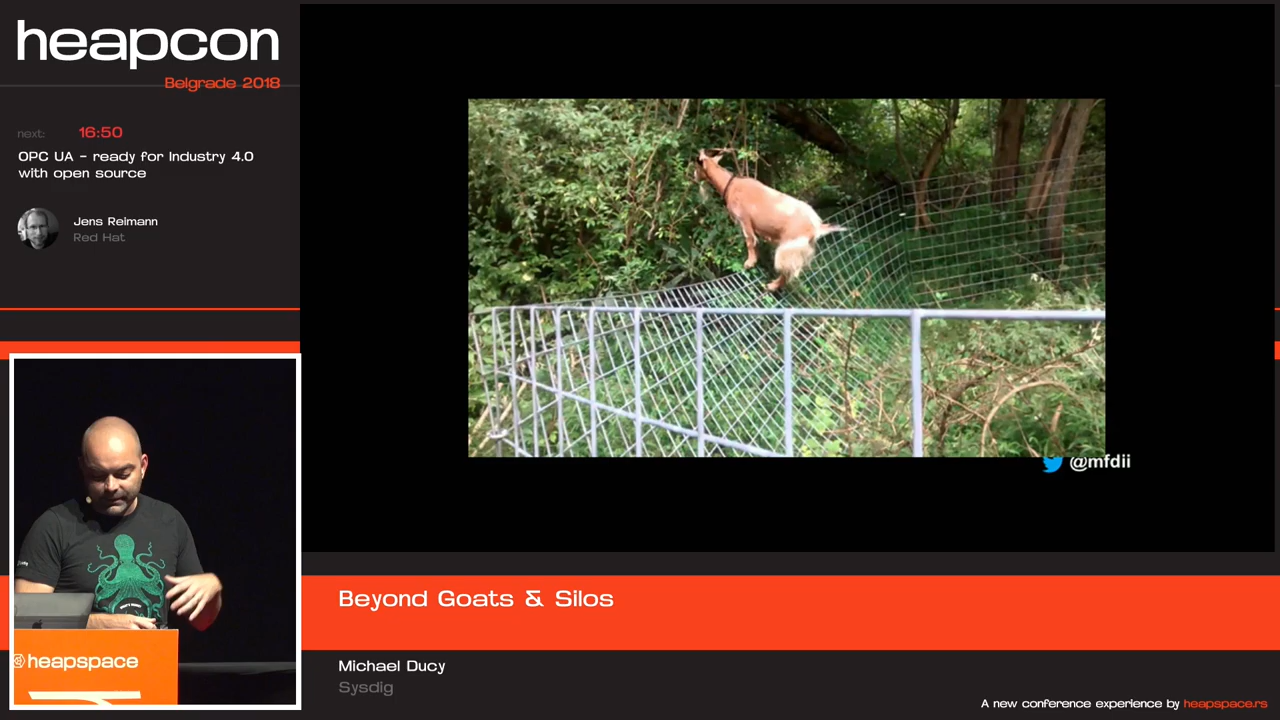 heapcon
Belgrade 2018
next: 16:50
OPC UA - ready for Industry 4.0
with open source
Jens Reimann
Red Hat
@mfdii
heapspace
Beyond Goats & Silos
Michael Ducy
Sysdig
A new conference experience by heapspace.rs